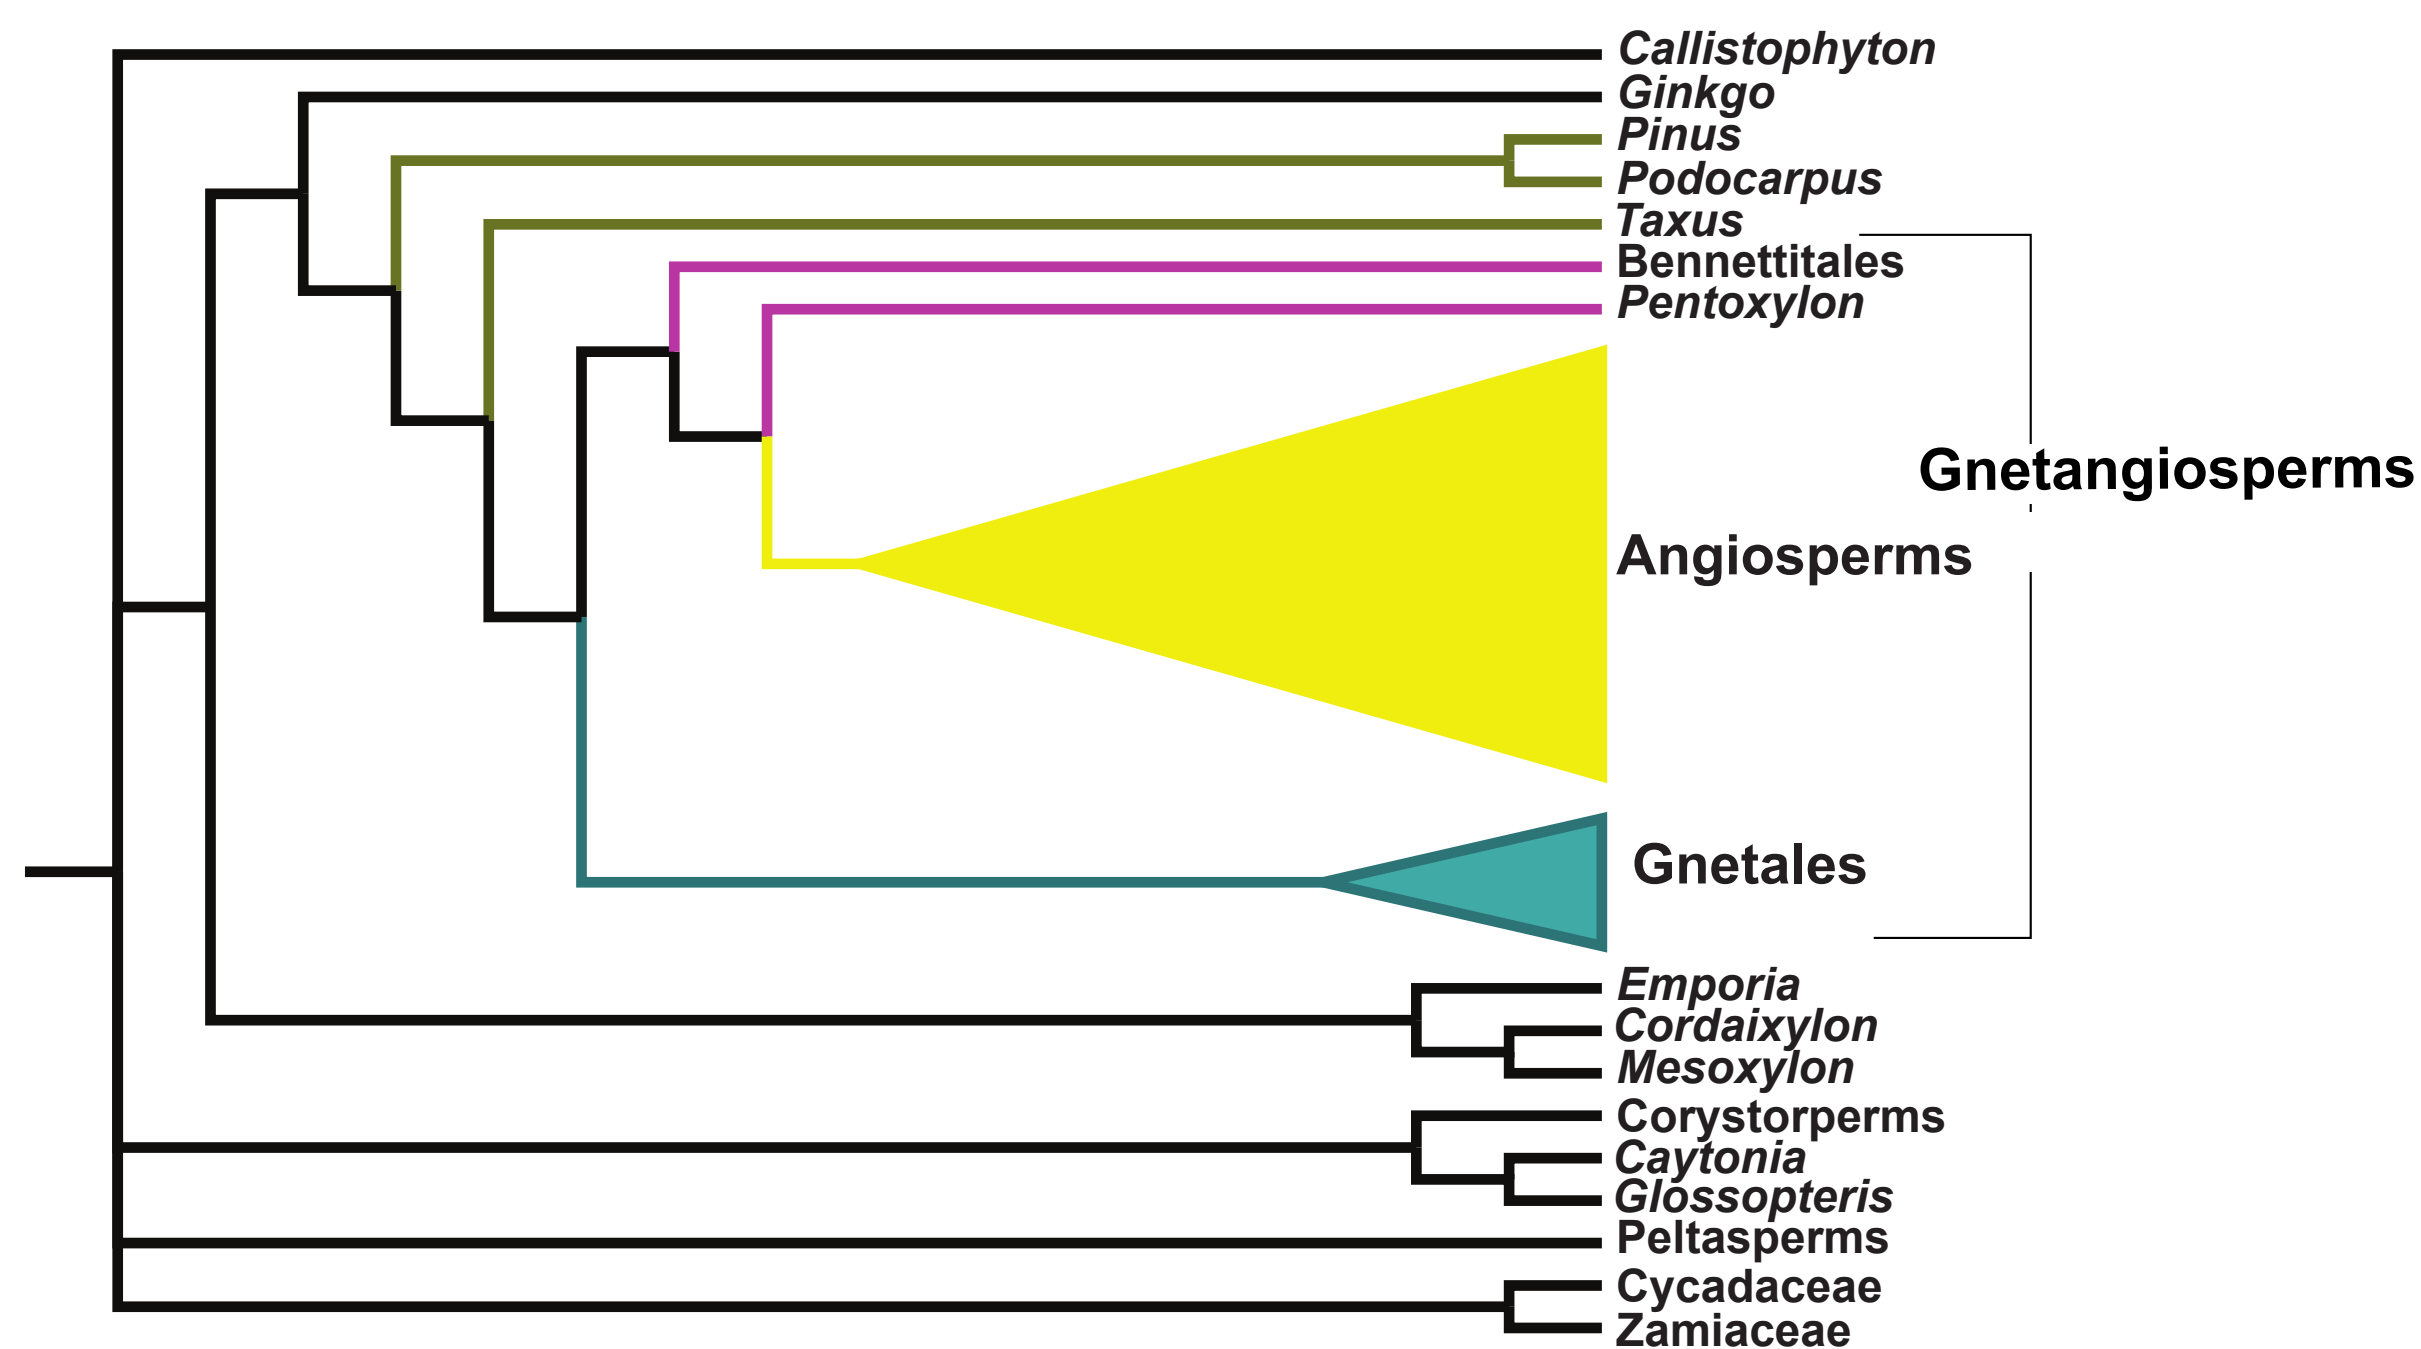 Callistophyton
Ginkgo
Pinus
Podocarpus
Taxus
Bennettitales
Pentoxylon
Gnetangiosperms
Angiosperms
Gnetales
Emporia
Cordaixylon
Mesoxylon
Corystorperms
Caytonia
Glossopteris
Peltasperms
Cycadaceae
Zamiaceae